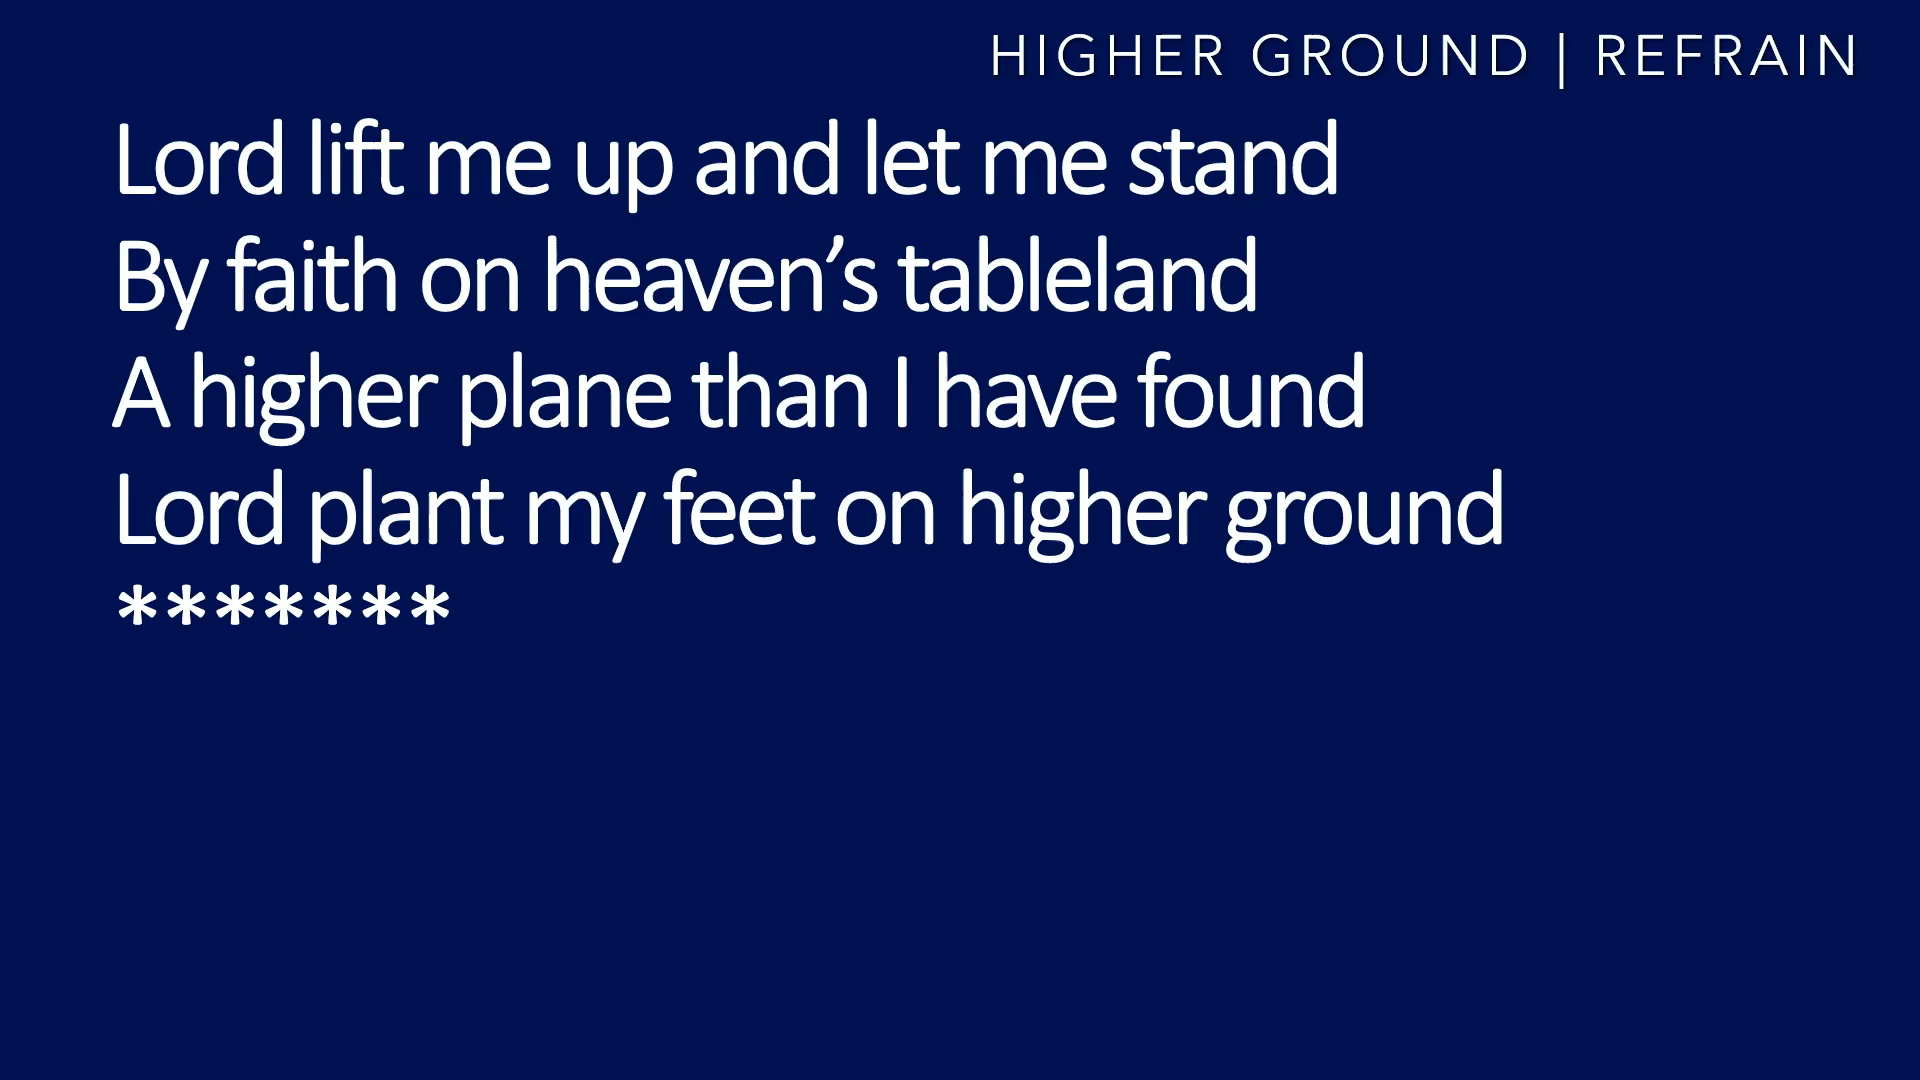 HIGHER GROUND | REFRAIN
Lord lift me up and let me stand
By faith on heaven’s tableland
A higher plane than I have found
Lord plant my feet on higher ground
*******